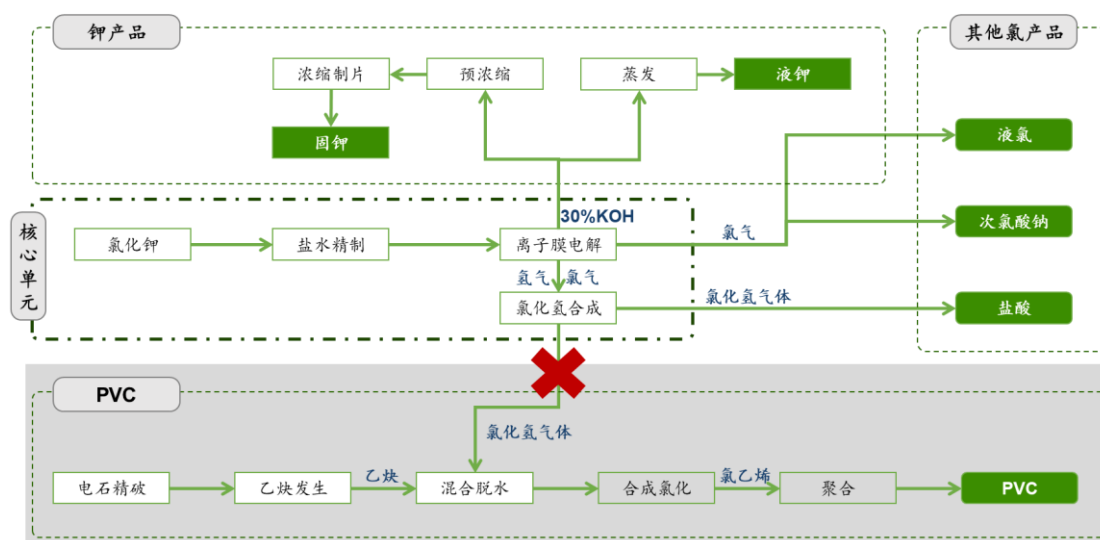 钾产品
其他氯产品
浓缩制片
预浓缩
蒸发
液钾
固钾
液氯
核心单元
30%KOH
氯化钾
盐水精制
离子膜电解
氯气
次氯酸钠
氢气
氯气
氯化氢合成
氯化氢气体
盐酸
PVC
氯化氢气体
电石精破
乙炔发生
乙炔
混合脱水
合成氯化
氯乙烯
聚合
PVC